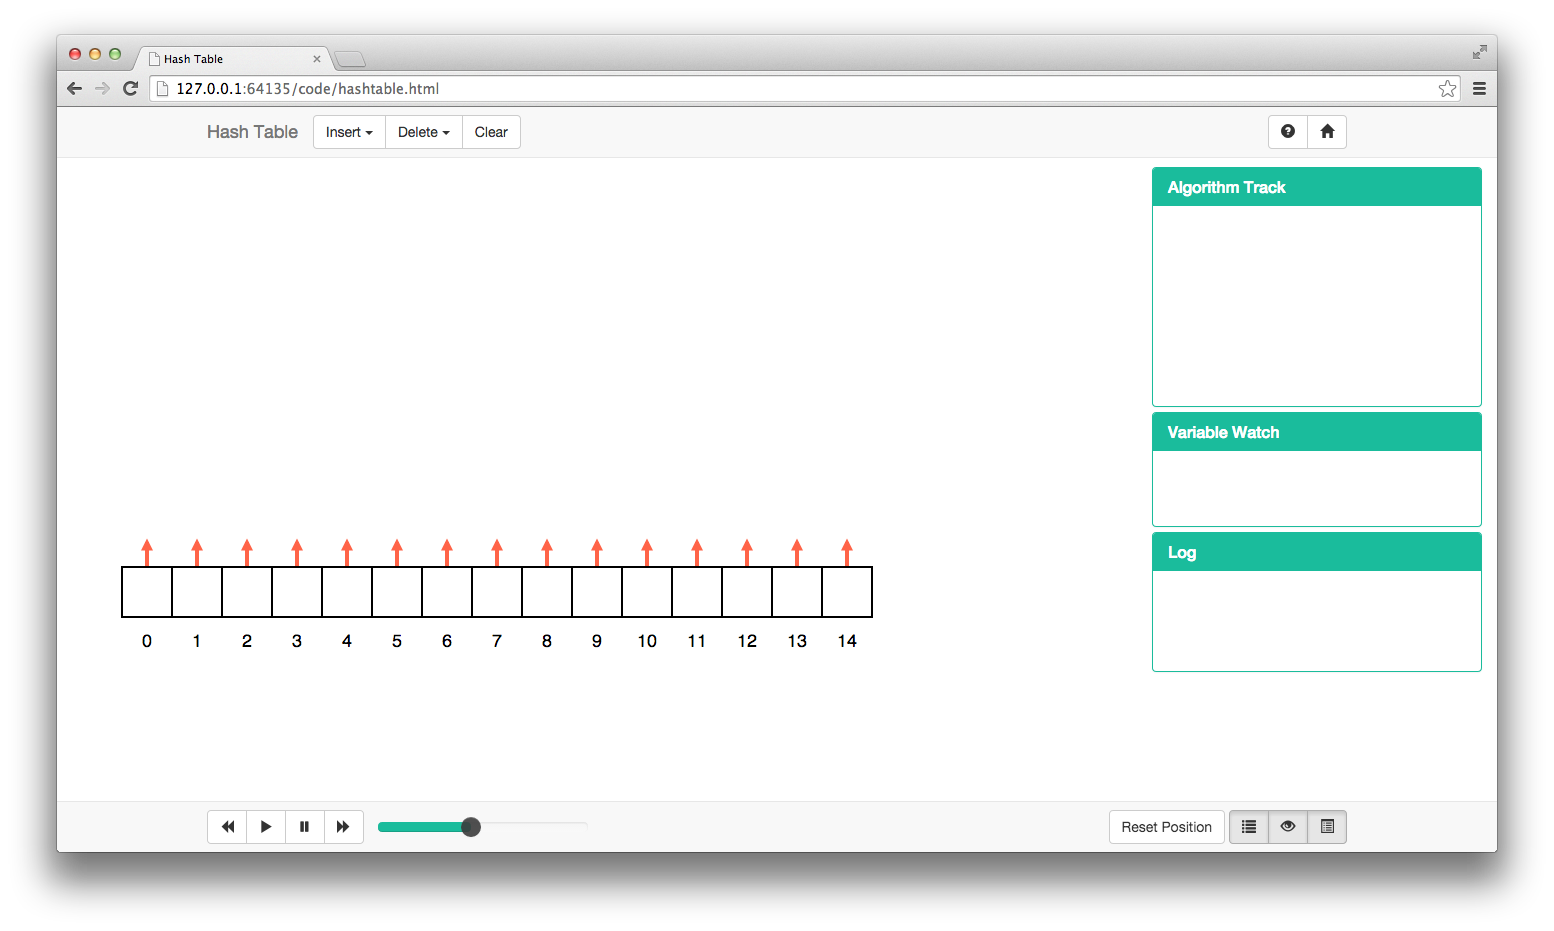 Hash Table
127.0.0.1:64135/code/hashtable.html
Hash Table Insert Delete Clear
Algorithm Track
Variable Watch
Log
0 1 2 3 4 5 6 7 8 9 10 11 12 13 14
Reset Position